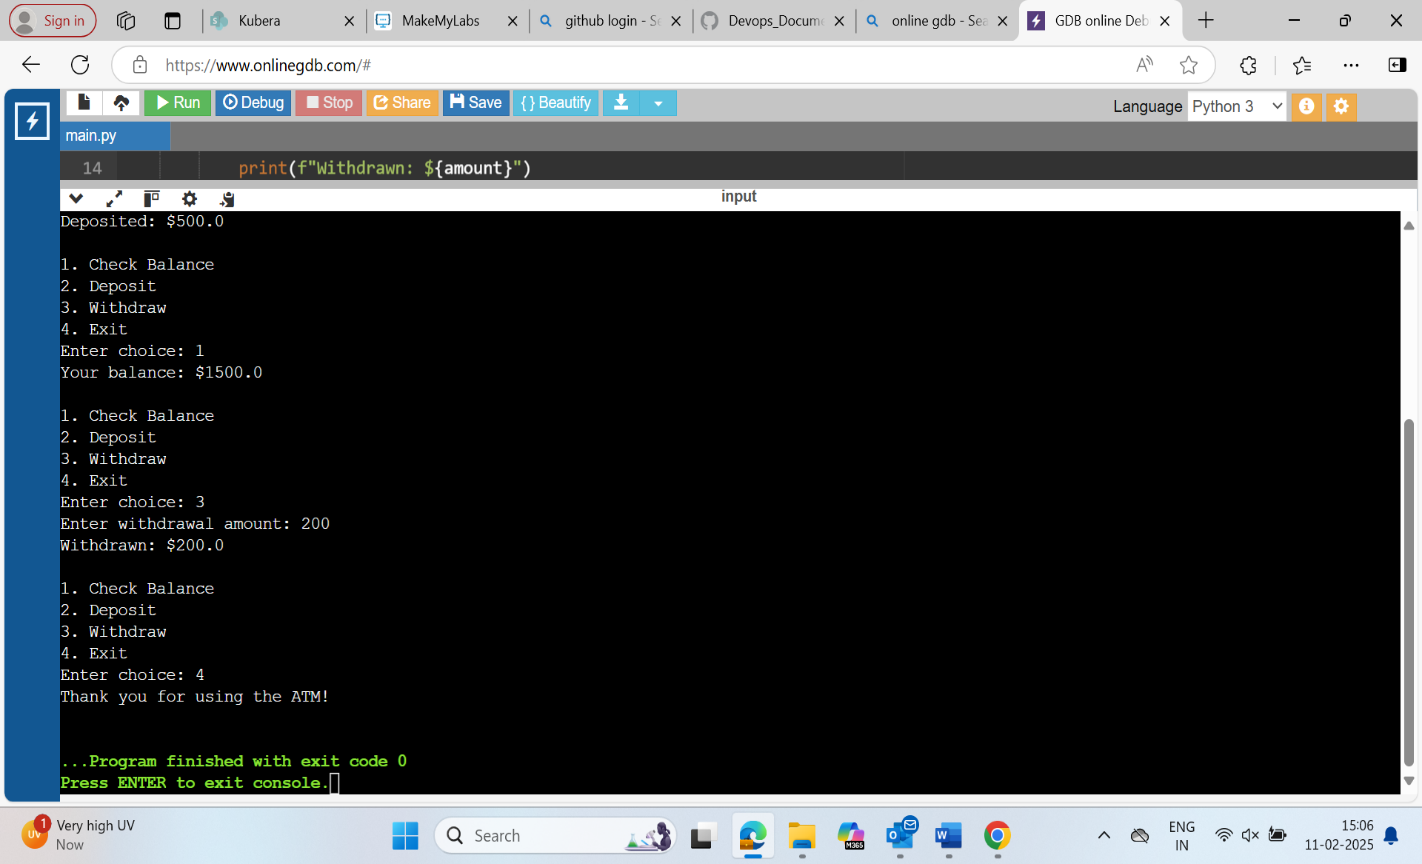 Sign in
Kubera
MakeMyLabs
github login - Se
Devops_Docume
online gdb - Sea
GDB online Deb
https://www.onlinegdb.com/#
Run
Debug
Stop
Share
Save
{} Beautify
Language Python 3
main.py
14 print(f"Withdrawn: ${amount}")
input
Deposited: $500.0
1. Check Balance
2. Deposit
3. Withdraw
4. Exit
Enter choice: 1
Your balance: $1500.0
1. Check Balance
2. Deposit
3. Withdraw
4. Exit
Enter choice: 3
Enter withdrawal amount: 200
Withdrawn: $200.0
1. Check Balance
2. Deposit
3. Withdraw
4. Exit
Enter choice: 4
Thank you for using the ATM!
...Program finished with exit code 0
Press ENTER to exit console.
UV
1
Very high UV
Now
Search
M365
ENG
IN
15:06
11-02-2025